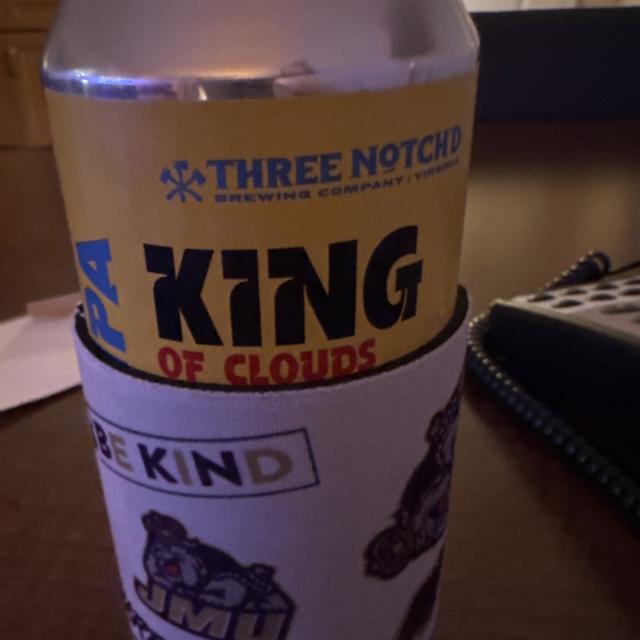 THREE NOTCH'D
BREWING COMPANY | VIRGINIA
PA
KING
OF CLOUDS
BE KIND
JMU